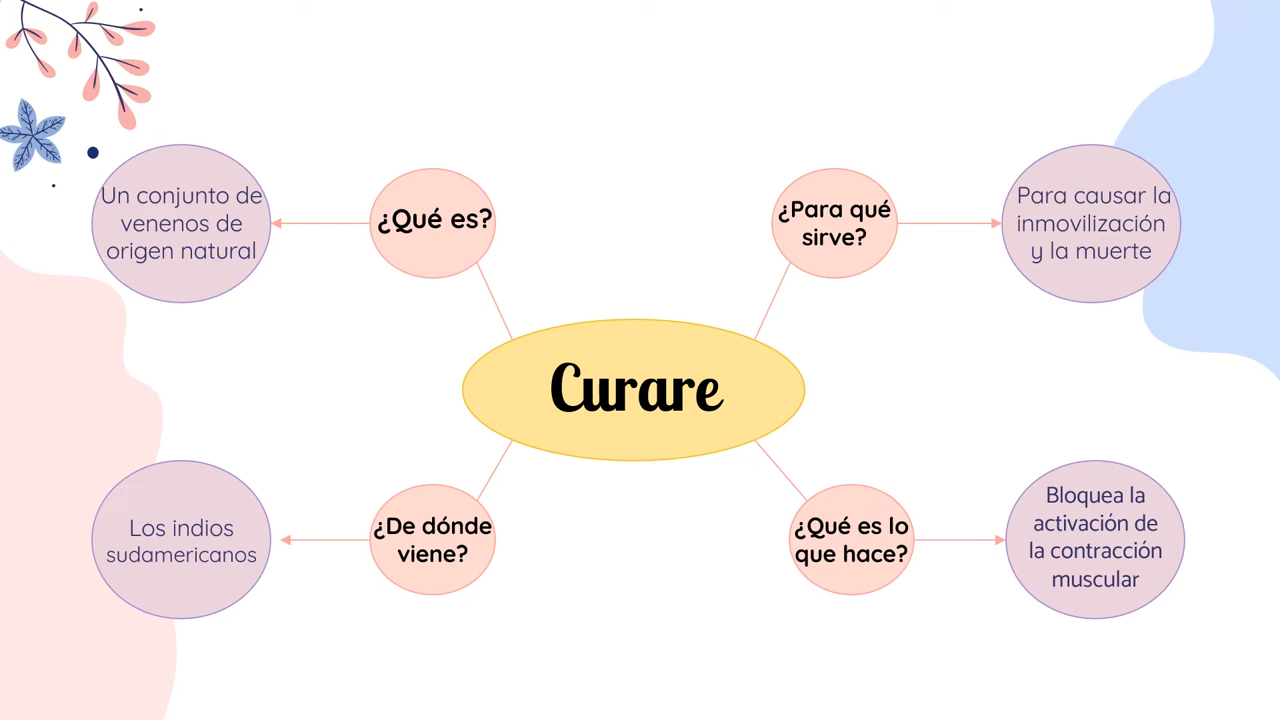 Un conjunto de
venenos de
origen natural
¿Qué es?
¿Para qué
sirve?
Para causar la
inmovilización
y la muerte
Curare
Los indios
sudamericanos
¿De dónde
viene?
¿Qué es lo
que hace?
Bloquea la
activación de
la contracción
muscular